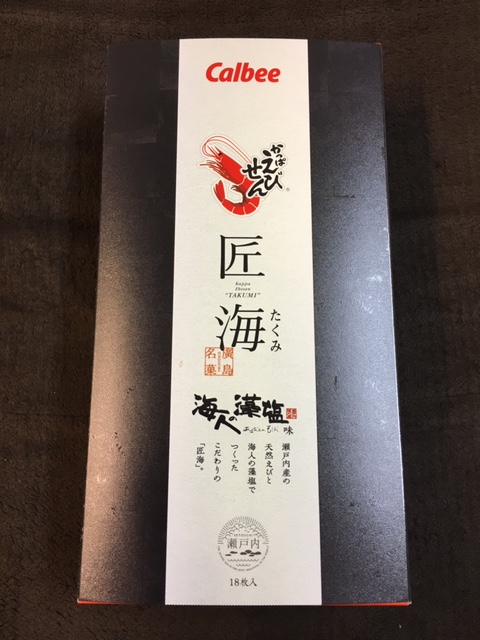 Calbee
かっぱ
えび
せん
匠
海
たくみ
Kappa
Ebisen
"TAKUMI"
廣島
名菓
海人の藻塩
味
瀬戸内産の
天然えびと
海人の藻塩で
つくった
こだわりの
「匠海」。
瀬戸内
18枚入